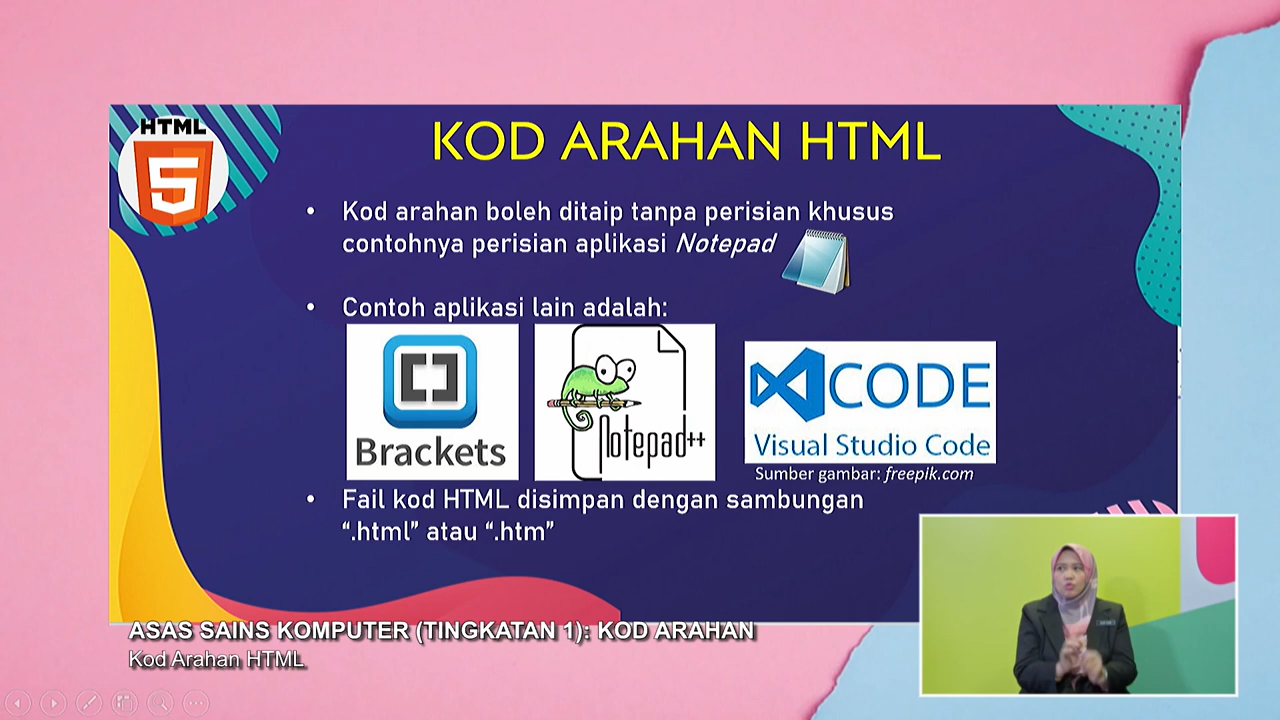 HTML
5
KOD ARAHAN HTML
• Kod arahan boleh ditaip tanpa perisian khusus
contohnya perisian aplikasi Notepad
• Contoh aplikasi lain adalah:
Brackets
Notepad++
CODE
Visual Studio Code
Sumber gambar: freepik.com
• Fail kod HTML disimpan dengan sambungan
“.html” atau “.htm”
ASAS SAINS KOMPUTER (TINGKATAN 1): KOD ARAHAN
Kod Arahan HTML